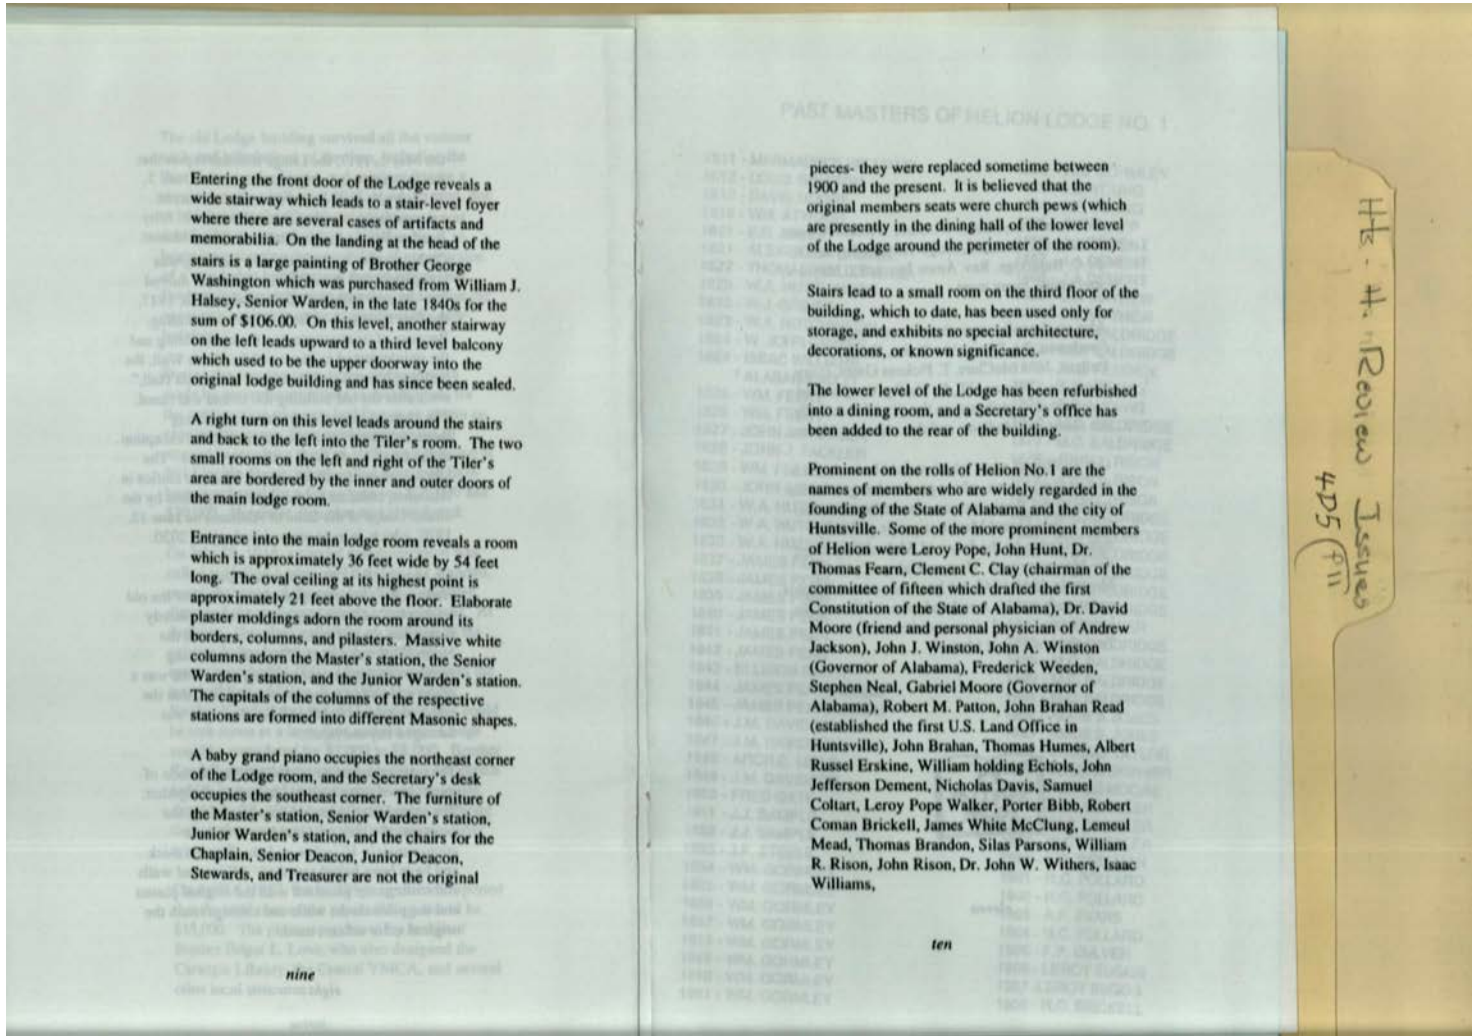 Entering the front door of the Lodge reveals a
wide stairway which leads to a stair-level foyer
where there are several cases of artifacts and
memorabilia. On the landing at the head of the
stairs is a large painting of Brother George
Washington which was purchased from William J.
Halsey, Senior Warden, in the late 1840s for the
sum of $106.00. On this level, another stairway
on the left leads upward to a third level balcony
which used to be the upper doorway into the
original lodge building and has since been sealed.
A right turn on this level leads around the stairs
and back to the left into the Tiler's room. The two
small rooms on the left and right of the Tiler's
area are bordered by the inner and outer doors of
the main lodge room.
Entrance into the main lodge room reveals a room
which is approximately 36 feet wide by 54 feet
long. The oval ceiling at its highest point is
approximately 21 feet above the floor. Elaborate
plaster moldings adorn the room around its
borders, columns, and pilasters. Massive white
columns adorn the Master's station, the Senior
Warden's station, and the Junior Warden's station.
The capitals of the columns of the respective
stations are formed into different Masonic shapes.
A baby grand piano occupies the northeast corner
of the Lodge room, and the Secretary's desk
occupies the southeast corner. The furniture of
the Master's station, Senior Warden's station,
Junior Warden's station, and the chairs for the
Chaplain, Senior Deacon, Junior Deacon,
Stewards, and Treasurer are not the original
nine
PAST MASTERS OF HELION LODGE NO. 1
pieces- they were replaced sometime between
1900 and the present. It is believed that the
original members seats were church pews (which
are presently in the dining hall of the lower level
of the Lodge around the perimeter of the room).
Stairs lead to a small room on the third floor of the
building, which to date, has been used only for
storage, and exhibits no special architecture,
decorations, or known significance.
The lower level of the Lodge has been refurbished
into a dining room, and a Secretary's office has
been added to the rear of the building.
Prominent on the rolls of Helion No.1 are the
names of members who are widely regarded in the
founding of the State of Alabama and the city of
Huntsville. Some of the more prominent members
of Helion were Leroy Pope, John Hunt, Dr.
Thomas Fearn, Clement C. Clay (chairman of the
committee of fifteen which drafted the first
Constitution of the State of Alabama), Dr. David
Moore (friend and personal physician of Andrew
Jackson), John J. Winston, John A. Winston
(Governor of Alabama), Frederick Weeden,
Stephen Neal, Gabriel Moore (Governor of
Alabama), Robert M. Patton, John Brahan Read
(established the first U.S. Land Office in
Huntsville), John Brahan, Thomas Humes, Albert
Russel Erskine, William holding Echols, John
Jefferson Dement, Nicholas Davis, Samuel
Coltart, Leroy Pope Walker, Porter Bibb, Robert
Coman Brickell, James White McClung, Lemeul
Mead, Thomas Brandon, Silas Parsons, William
R. Rison, John Rison, Dr. John W. Withers, Isaac
Williams,
ten
H. Review Issues
4D5 (P11